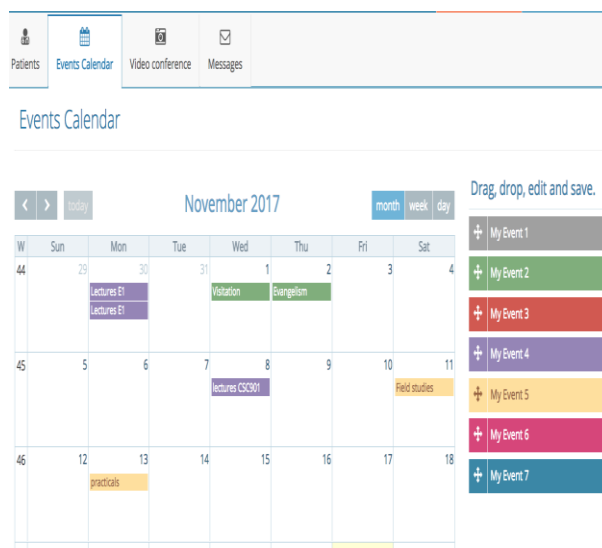 Patients Events Calendar Video conference Messages
Events Calendar
Drag, drop, edit and save.
today November 2017 month week day
W Sun Mon Tue Wed Thu Fri Sat
44 29 30 31 1 2 3 4
Lectures E1 Visitation Evangelism
Lectures E1
45 5 6 7 8 9 10 11
lectures CSC901 Field studies
46 12 13 14 15 16 17 18
practicals
My Event 1
My Event 2
My Event 3
My Event 4
My Event 5
My Event 6
My Event 7